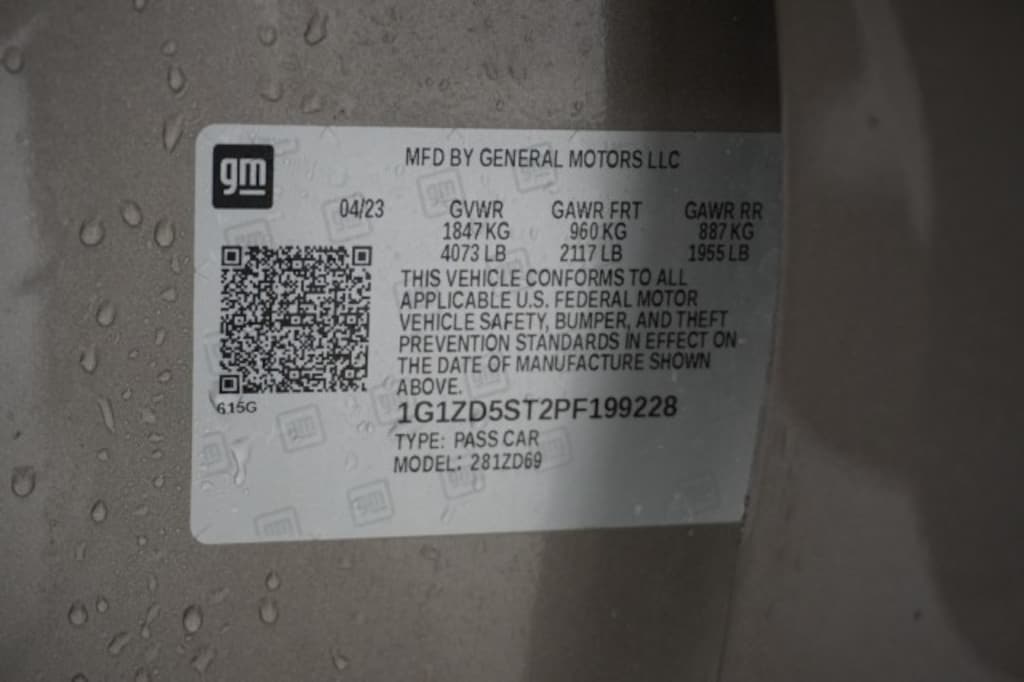 gm
MFD BY GENERAL MOTORS LLC
04/23 GVWR GAWR FRT GAWR RR
1847 KG 960 KG 887 KG
4073 LB 2117 LB 1955 LB
THIS VEHICLE CONFORMS TO ALL
APPLICABLE U.S. FEDERAL MOTOR
VEHICLE SAFETY, BUMPER, AND THEFT
PREVENTION STANDARDS IN EFFECT ON
THE DATE OF MANUFACTURE SHOWN
ABOVE.
615G
1G1ZD5ST2PF199228
TYPE: PASS CAR
MODEL: 281ZD69